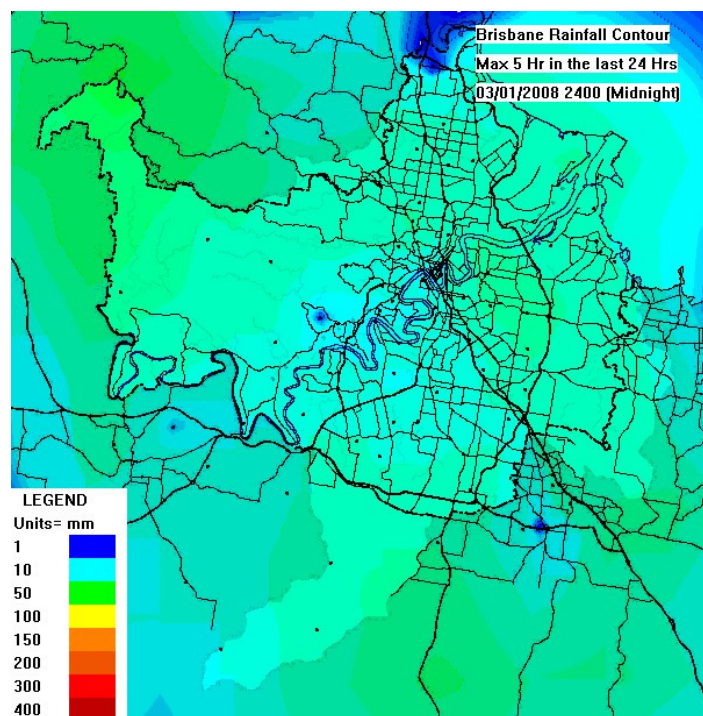 Brisbane Rainfall Contour
Max 5 Hr in the last 24 Hrs
03/01/2008 2400 (Midnight)
LEGEND
Units= mm
1
10
50
100
150
200
300
400